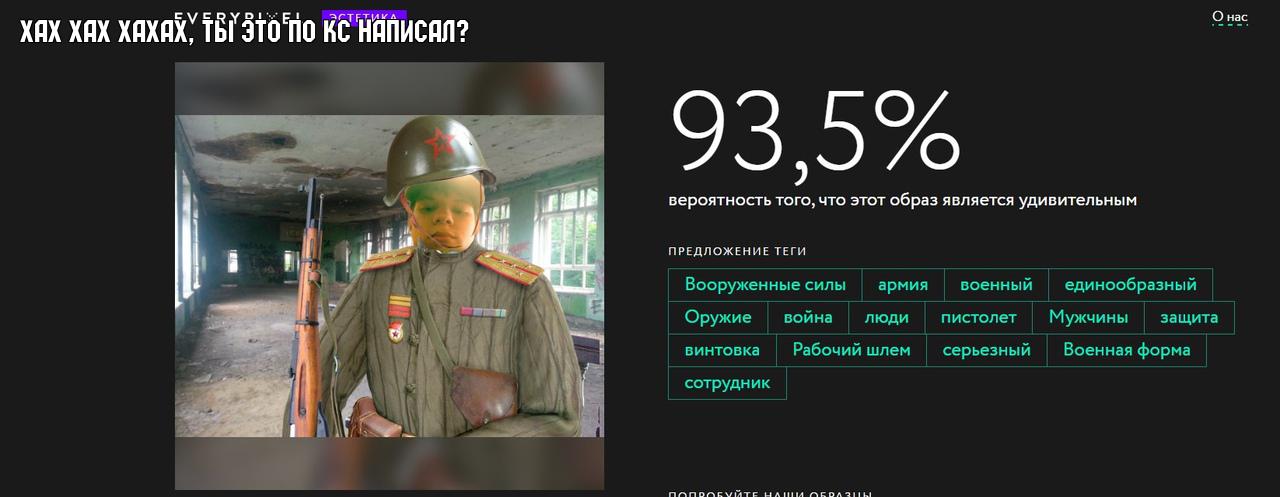 EVERYPIXEL ЭСТЕТИКА
О нас
ХАХ ХАХ ХАХАХ, ТЫ ЭТО ПО КС НАПИСАЛ?
93,5%
вероятность того, что этот образ является удивительным
ПРЕДЛОЖЕНИЕ ТЕГИ
Вооруженные силы армия военный единообразный
Оружие война люди пистолет Мужчины защита
винтовка Рабочий шлем серьезный Военная форма
сотрудник
ПОПРОБУЙТЕ НАШИ ОБРАЗЦЫ